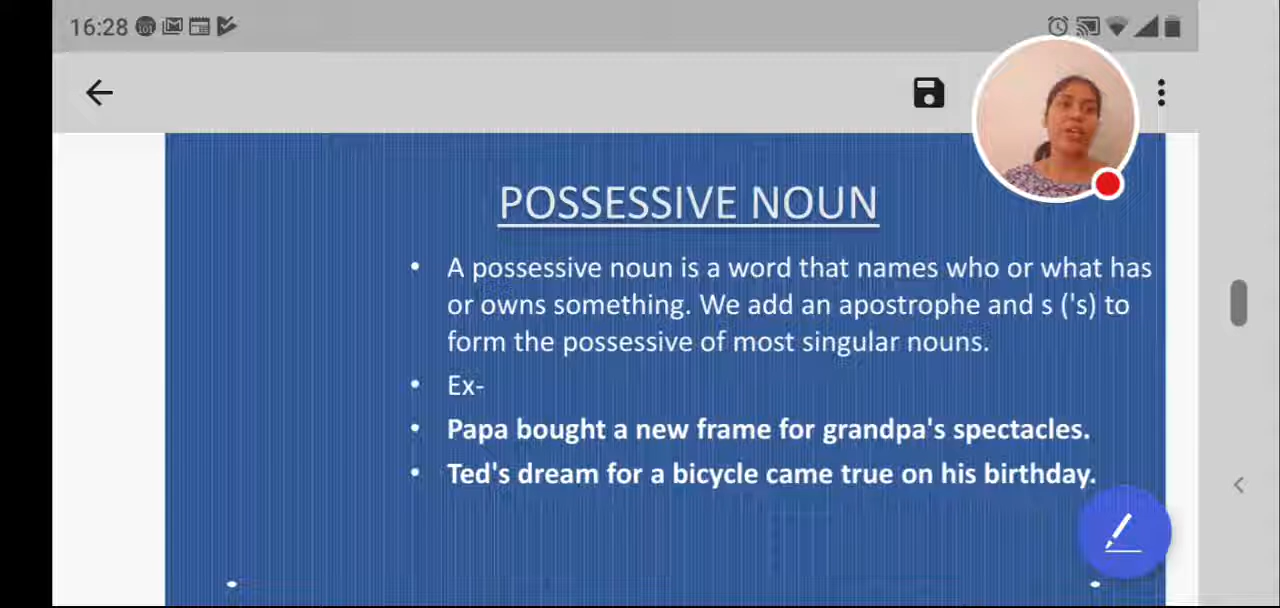 16:28
POSSESSIVE NOUN
• A possessive noun is a word that names who or what has
or owns something. We add an apostrophe and s ('s) to
form the possessive of most singular nouns.
• Ex-
• Papa bought a new frame for grandpa's spectacles.
• Ted's dream for a bicycle came true on his birthday.